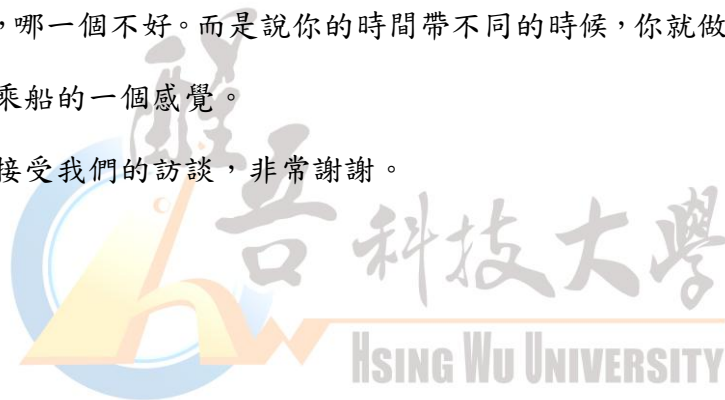 ，哪一個不好。而是說你的時間帶不同的時候，你就做
乘船的一個感覺。
接受我們的訪談，非常謝謝。
醒吾科技大學
HSING WU UNIVERSITY